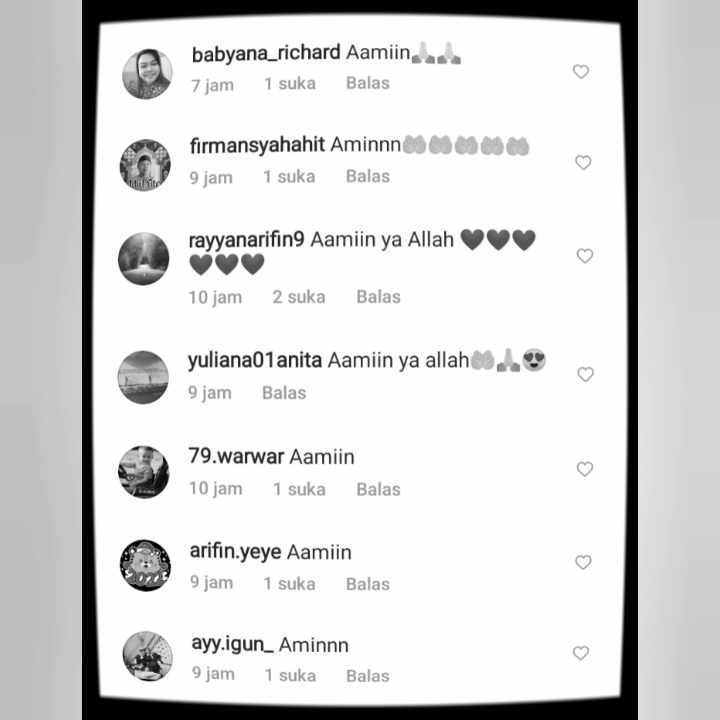 babyana_richard Aamiin🙏🙏
7 jam 1 suka Balas
firmansyahahit Aminnn🤲🤲🤲🤲🤲
9 jam 1 suka Balas
rayyanarifin9 Aamiin ya Allah 🖤🖤🖤
🖤🖤🖤
10 jam 2 suka Balas
yuliana01anita Aamiin ya allah🤲🙏😍
9 jam Balas
79.warwar Aamiin
10 jam 1 suka Balas
arifin.yeye Aamiin
9 jam 1 suka Balas
ayy.igun_ Aminnn
9 jam 1 suka Balas